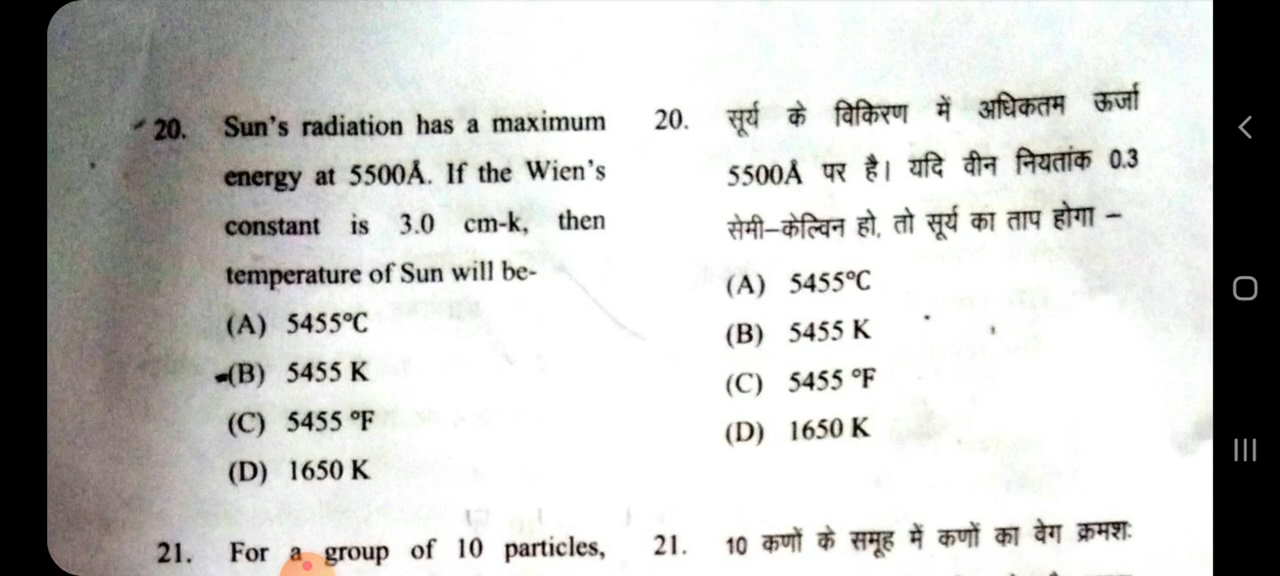 20. Sun's radiation has a maximum
energy at 5500Å. If the Wien's
constant is 3.0 cm-k, then
temperature of Sun will be-
(A) 5455°C
(B) 5455 K
(C) 5455 °F
(D) 1650 K
21. For a group of 10 particles,
20. सूर्य के विकिरण में अधिकतम ऊर्जा
5500Å पर है। यदि वीन नियतांक 0.3
सेमी–केल्विन हो, तो सूर्य का ताप होगा –
(A) 5455°C
(B) 5455 K
(C) 5455 °F
(D) 1650 K
21. 10 कणों के समूह में कणों का वेग क्रमशः